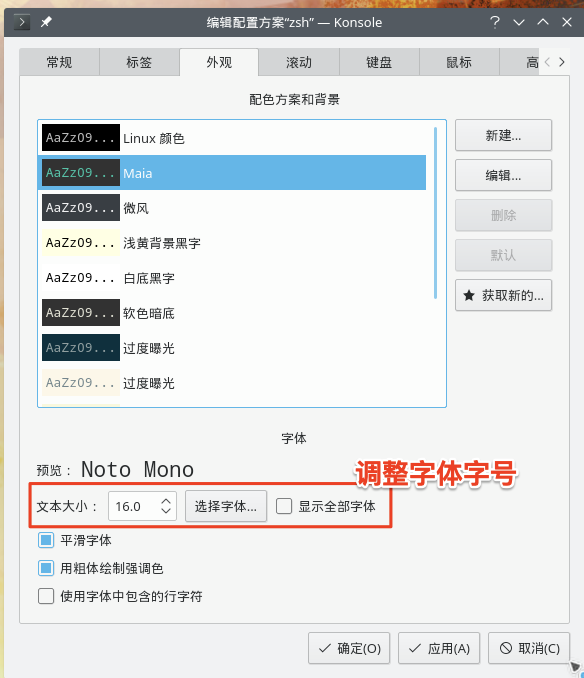 编辑配置方案“zsh” — Konsole
常规 标签 外观 滚动 键盘 鼠标 高
配色方案和背景
AaZz09... Linux 颜色
AaZz09... Maia
AaZz09... 微风
AaZz09... 浅黄背景黑字
AaZz09... 白底黑字
AaZz09... 软色暗底
AaZz09... 过度曝光
AaZz09... 过度曝光
新建...
编辑...
删除
默认
获取新的...
字体
预览： Noto Mono
调整字体字号
文本大小： 16.0 选择字体... 显示全部字体
平滑字体
用粗体绘制强调色
使用字体中包含的行字符
确定(O) 应用(A) 取消(C)